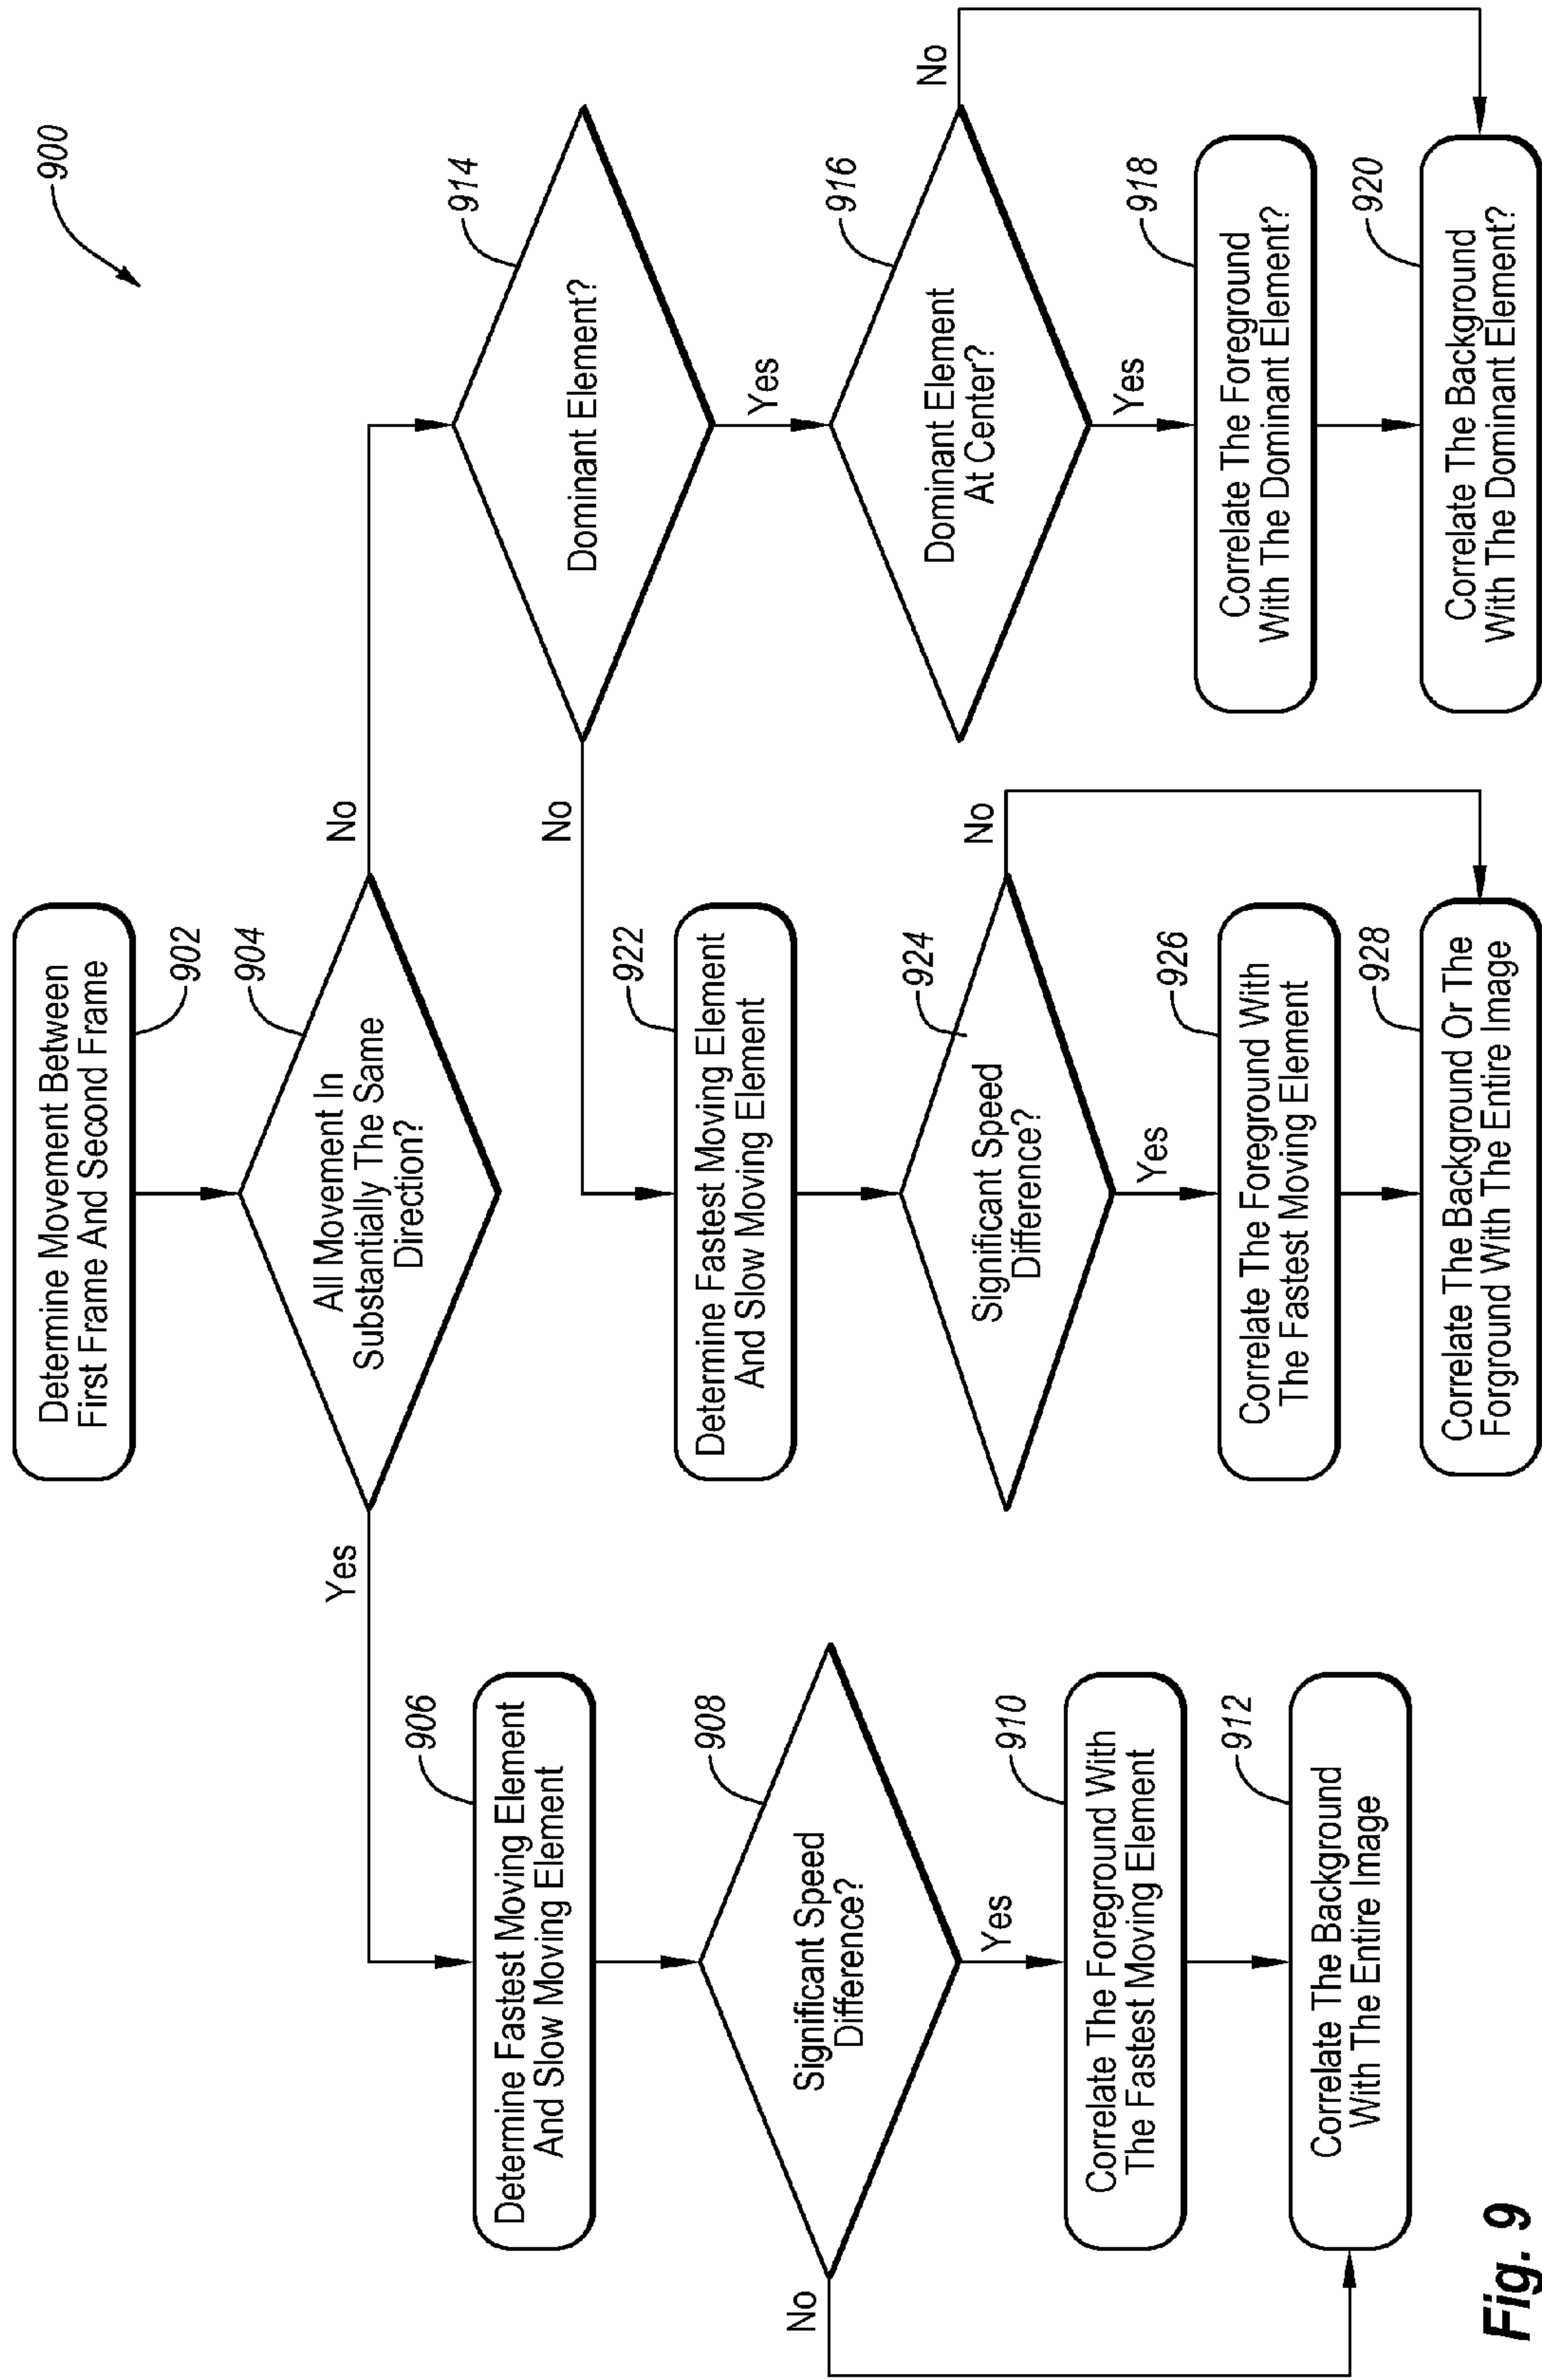 900
Determine Movement Between
First Frame And Second Frame
902
904
All Movement In
Substantially The Same
Direction?
Yes
No
906
Determine Fastest Moving Element
And Slow Moving Element
908
Significant Speed
Difference?
No
Yes
910
Correlate The Foreground With
The Fastest Moving Element
912
Correlate The Background
With The Entire Image
914
Dominant Element?
No
Yes
922
Determine Fastest Moving Element
And Slow Moving Element
924
Significant Speed
Difference?
No
Yes
926
Correlate The Foreground With
The Fastest Moving Element
928
Correlate The Background Or The
Forground With The Entire Image
916
Dominant Element
At Center?
No
Yes
918
Correlate The Foreground
With The Dominant Element?
920
Correlate The Background
With The Dominant Element?
Fig. 9